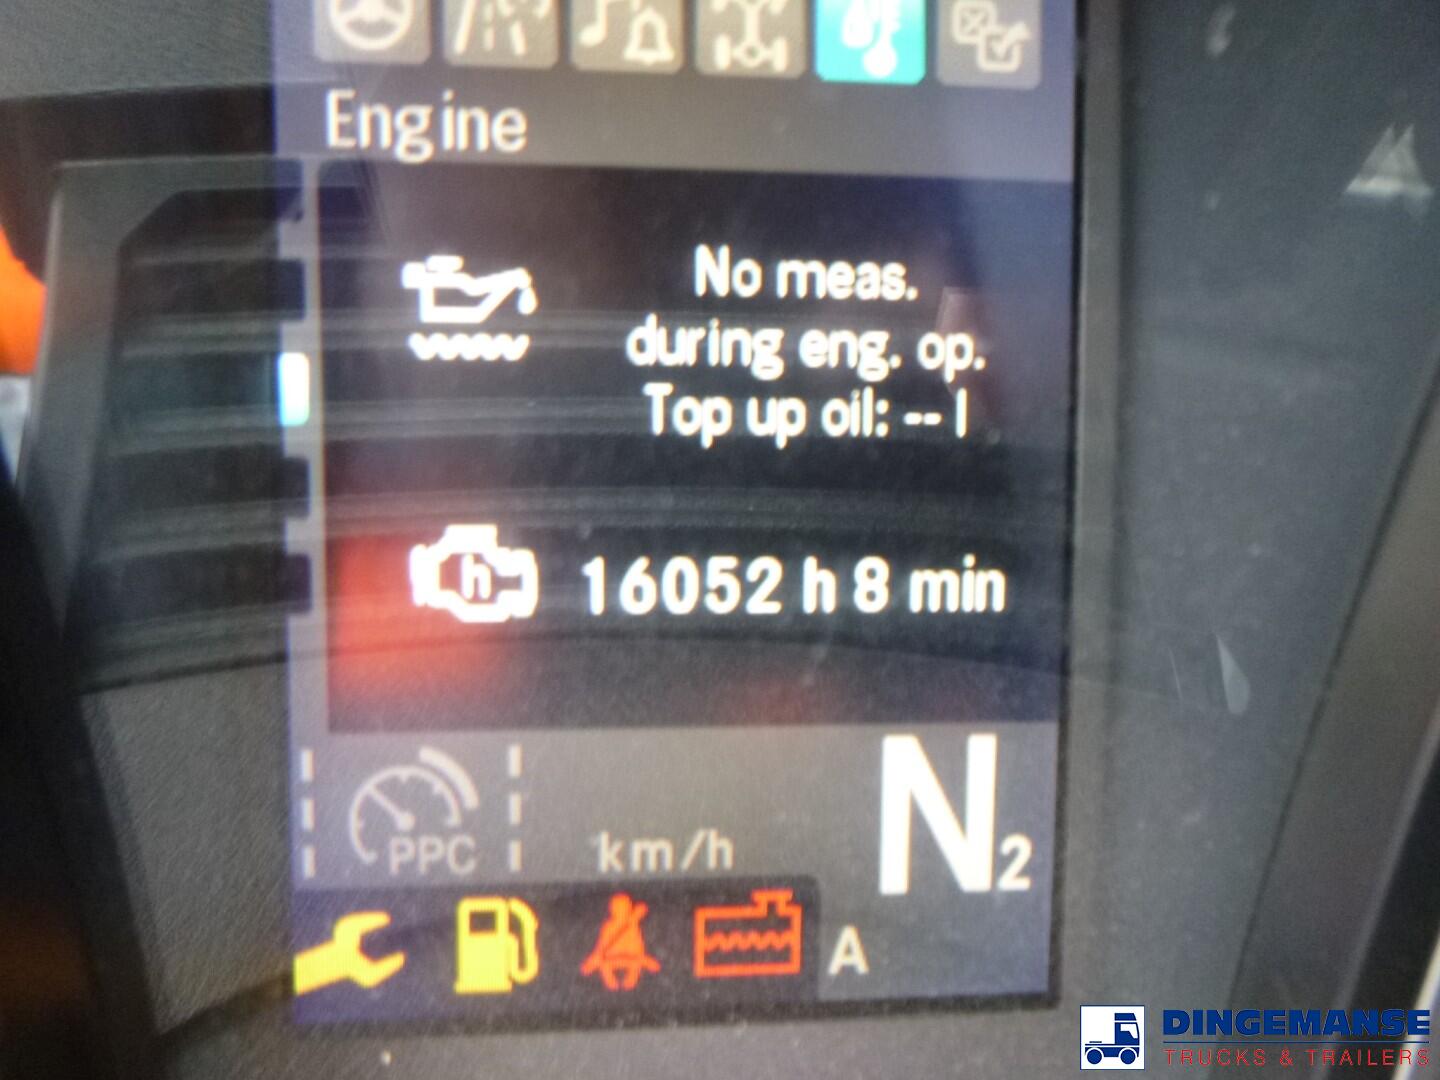 Engine
No meas.
during eng. op.
Top up oil: -- l
h
16052 h 8 min
PPC
km/h
N2
A
DINGEMANSE
TRUCKS & TRAILERS